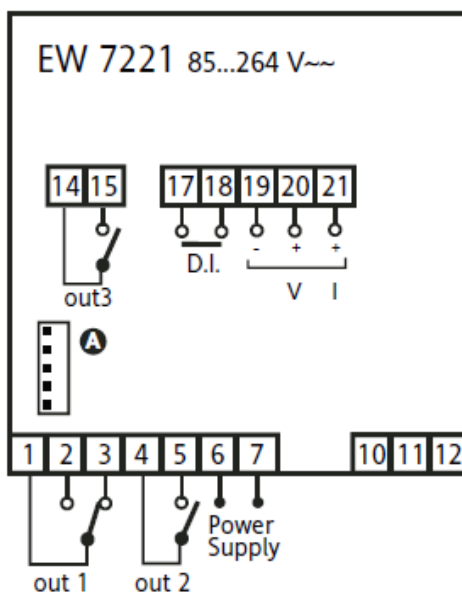 EW 7221 85...264 V~~
14 15 17 18 19 20 21
- + +
D.I.
V I
out3
A
1 2 3 4 5 6 7 10 11 12
Power
Supply
out 1 out 2